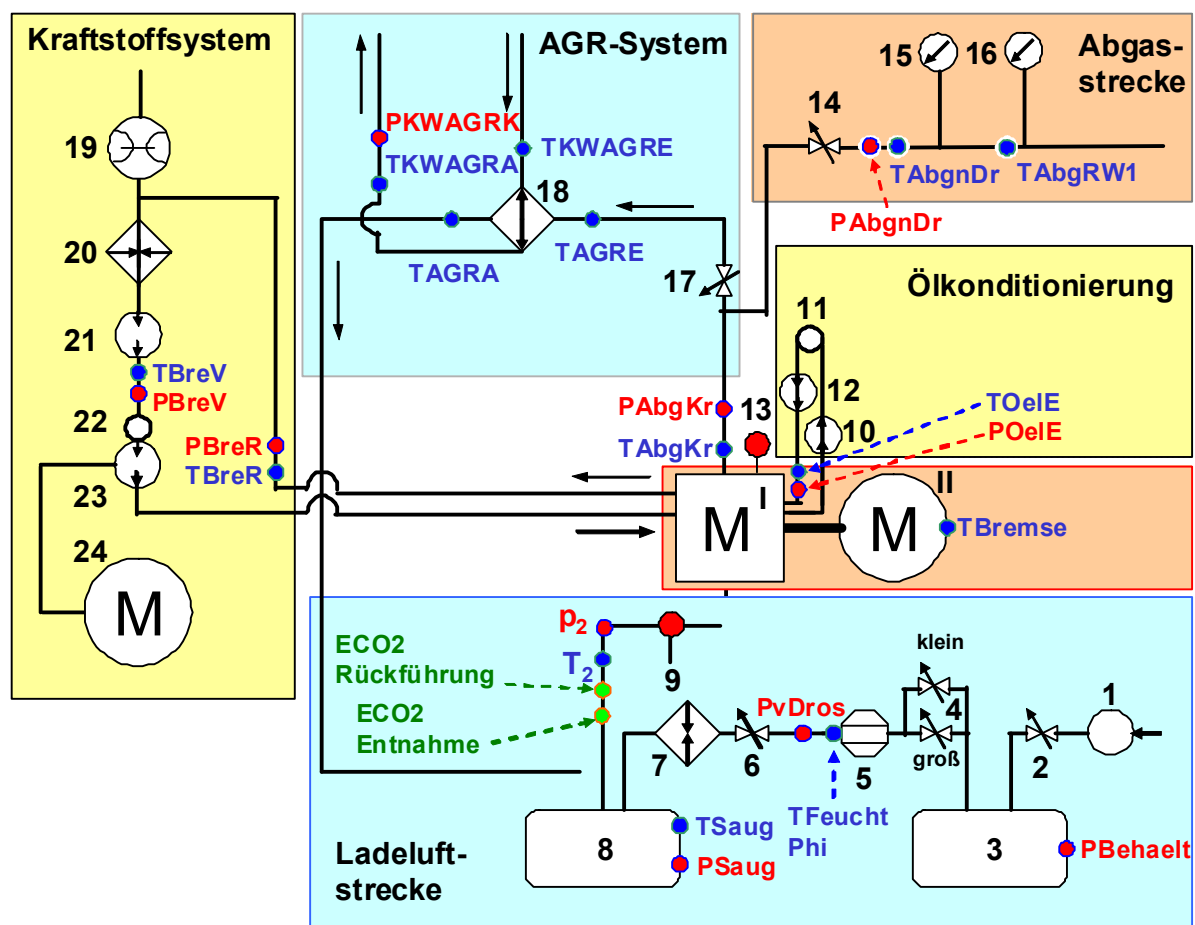 Kraftstoffsystem
19
20
21
TBreV
PBreV
22
PBreR
TBreR
23
24
M
AGR-System
PKWAGRK
TKWAGRA
TKWAGRE
18
TAGRA
TAGRE
17
PAbgKr
TAbgKr
13
Abgas-
strecke
15
16
14
TAbgnDr
TAbgRW1
PAbgnDr
Ölkonditionierung
11
12
10
TOelE
POelE
M
I
M
II
TBremse
p2
T2
ECO2
Rückführung
ECO2
Entnahme
9
7
6
PvDros
5
TFeucht
Phi
klein
4
groß
2
1
8
TSaug
PSaug
3
PBehaelt
Ladeluft-
strecke